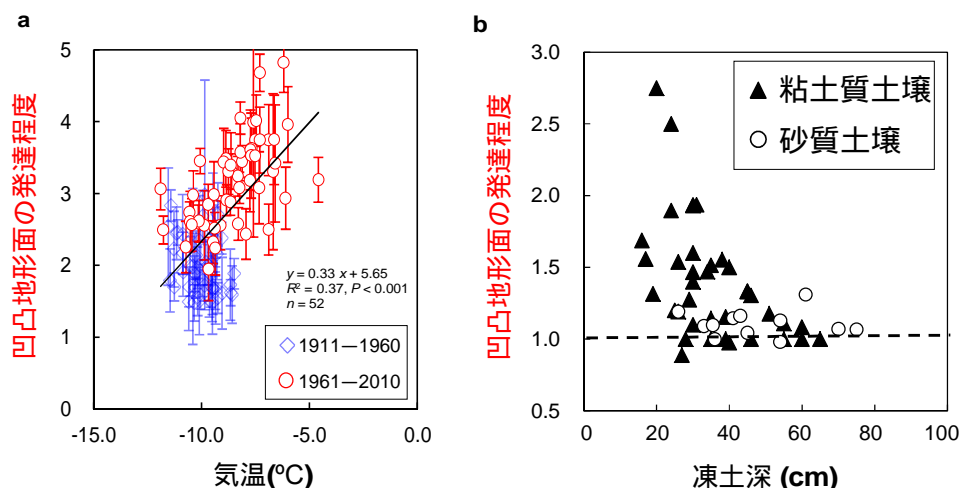 a
凹凸地形面の発達程度
5
4
3
2
1
0
-15.0
-10.0
-5.0
0.0
気温(ºC)
y = 0.33 x + 5.65
R² = 0.37, P < 0.001
n = 52
1911―1960
1961―2010
b
凹凸地形面の発達程度
3.0
2.5
2.0
1.5
1.0
0.5
0
20
40
60
80
100
凍土深 (cm)
粘土質土壌
砂質土壌